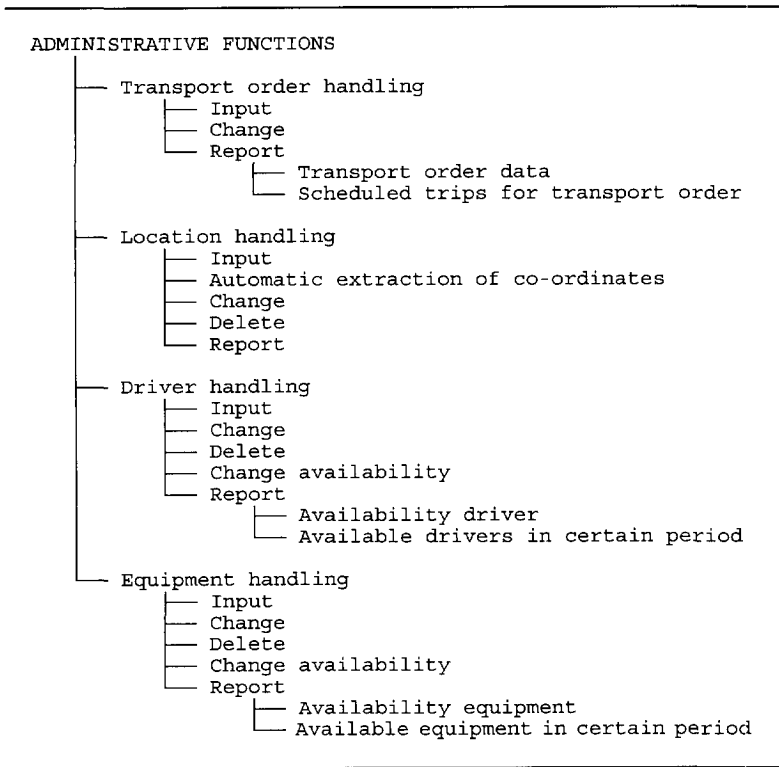 ADMINISTRATIVE FUNCTIONS
Transport order handling
Input
Change
Report
Transport order data
Scheduled trips for transport order
Location handling
Input
Automatic extraction of co-ordinates
Change
Delete
Report
Driver handling
Input
Change
Delete
Change availability
Report
Availability driver
Available drivers in certain period
Equipment handling
Input
Change
Delete
Change availability
Report
Availability equipment
Available equipment in certain period